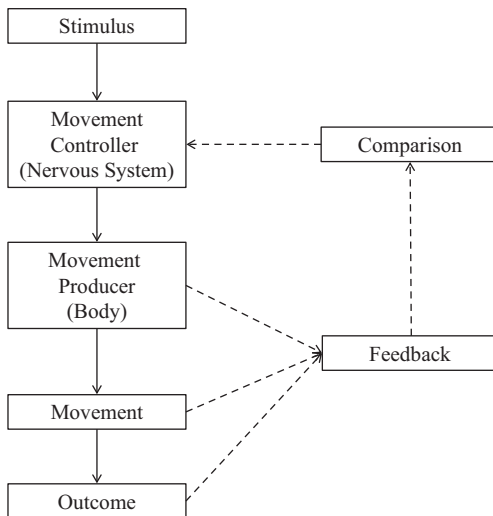 Stimulus
Movement
Controller
(Nervous System)
Comparison
Movement
Producer
(Body)
Feedback
Movement
Outcome